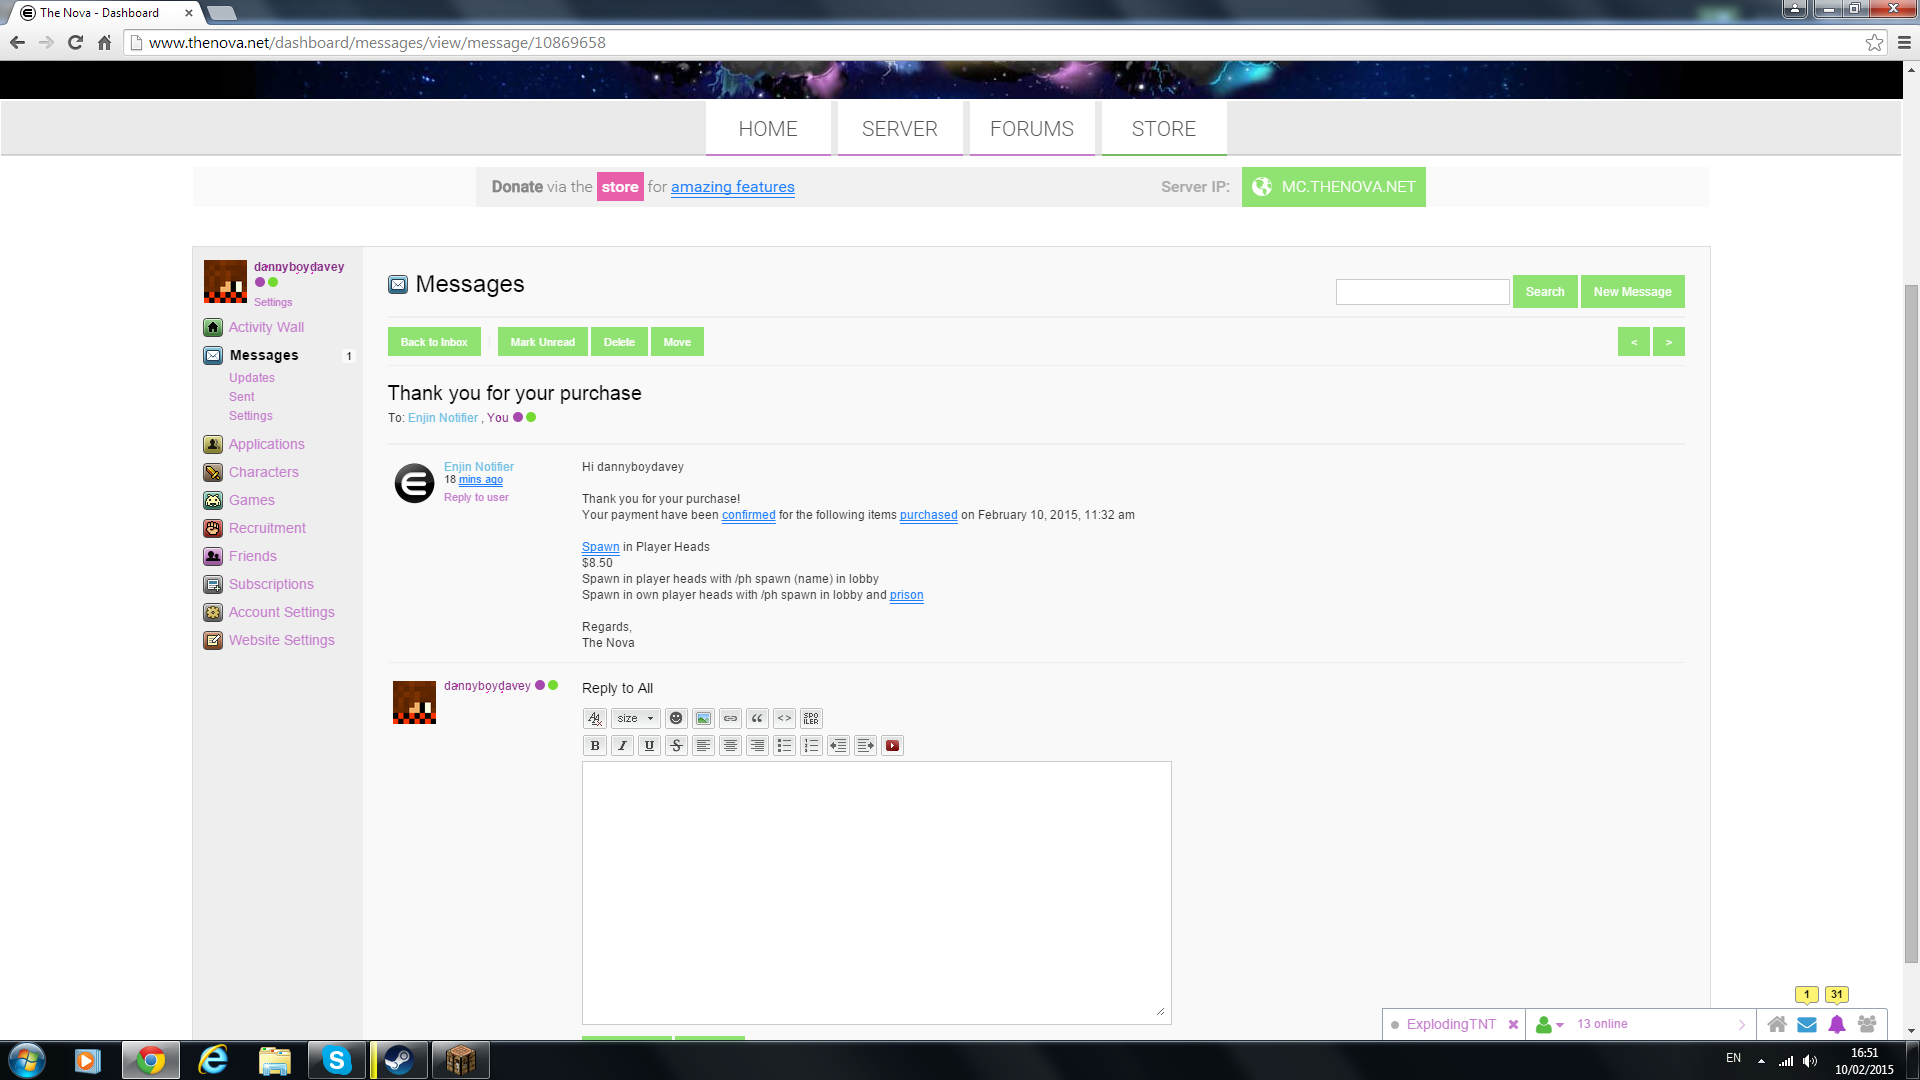 The Nova - Dashboard
www.thenova.net/dashboard/messages/view/message/10869658
HOME
SERVER
FORUMS
STORE
Donate via the store for amazing features
Server IP:
MC.THENOVA.NET
dannyboydavey
Settings
Activity Wall
Messages 1
Updates
Sent
Settings
Applications
Characters
Games
Recruitment
Friends
Subscriptions
Account Settings
Website Settings
Messages
Search
New Message
Back to Inbox
Mark Unread
Delete
Move
<
>
Thank you for your purchase
To: Enjin Notifier , You
Enjin Notifier
18 mins ago
Reply to user
Hi dannyboydavey
Thank you for your purchase!
Your payment have been confirmed for the following items purchased on February 10, 2015, 11:32 am
Spawn in Player Heads
$8.50
Spawn in player heads with /ph spawn (name) in lobby
Spawn in own player heads with /ph spawn in lobby and prison
Regards,
The Nova
dannyboydavey
Reply to All
size
<>
SPO
ILER
B I U S
1 31
ExplodingTNT
13 online
EN
16:51
10/02/2015